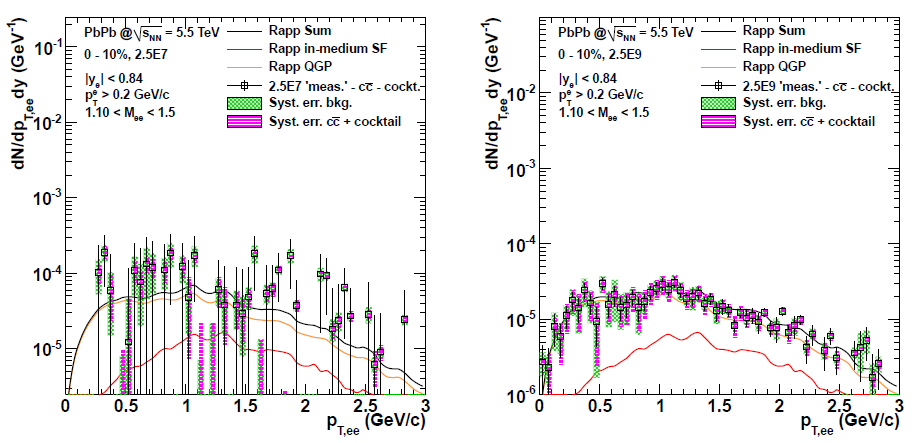 PbPb @√sNN = 5.5 TeV
0 - 10%, 2.5E7
|ye| < 0.84
pTe > 0.2 GeV/c
1.10 < Mee < 1.5
Rapp Sum
Rapp in-medium SF
Rapp QGP
2.5E7 'meas.' - cc̅ - cockt.
Syst. err. bkg.
Syst. err. cc̅ + cocktail
dN/dpT,eedy (GeV-1)
10-1
10-2
10-3
10-4
10-5
0 0.5 1 1.5 2 2.5 3
pT,ee (GeV/c)
PbPb @√sNN = 5.5 TeV
0 - 10%, 2.5E9
|ye| < 0.84
pTe > 0.2 GeV/c
1.10 < Mee < 1.5
Rapp Sum
Rapp in-medium SF
Rapp QGP
2.5E9 'meas.' - cc̅ - cockt.
Syst. err. bkg.
Syst. err. cc̅ + cocktail
dN/dpT,eedy (GeV-1)
10-1
10-2
10-3
10-4
10-5
10-6
0 0.5 1 1.5 2 2.5 3
pT,ee (GeV/c)